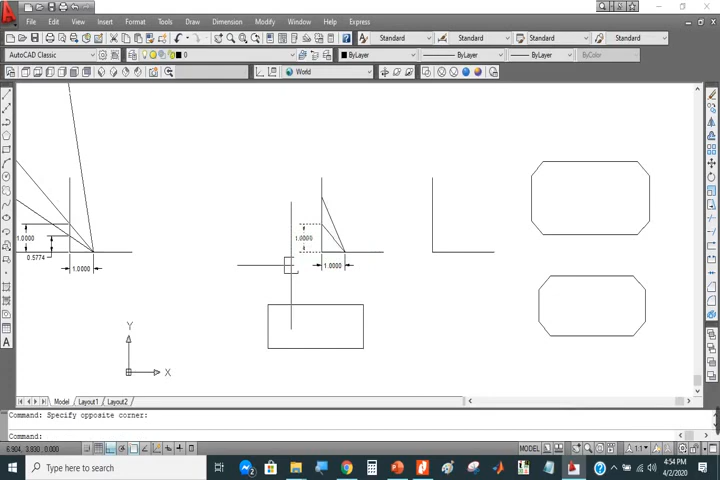 File Edit View Insert Format Tools Draw Dimension Modify Window Help Express
Standard Standard Standard Standard
AutoCAD Classic 0 ByLayer ByLayer ByLayer ByColor
World
1.0000 1.0000
0.5774 1.0000 1.0000
Y
X
Model Layout1 Layout2
Command: Specify opposite corner:
Command:
6.904, 3.830, 0.000 MODEL 1:1
Type here to search
4:54 PM
4/2/2020